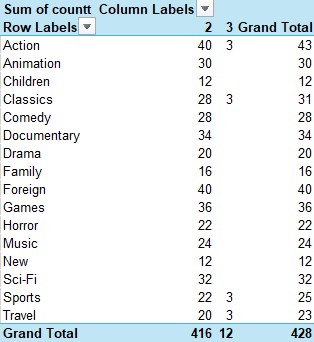 Sum of countt Column Labels
Row Labels 2 3 Grand Total
Action 40 3 43
Animation 30 30
Children 12 12
Classics 28 3 31
Comedy 28 28
Documentary 34 34
Drama 20 20
Family 16 16
Foreign 40 40
Games 36 36
Horror 22 22
Music 24 24
New 12 12
Sci-Fi 32 32
Sports 22 3 25
Travel 20 3 23
Grand Total 416 12 428